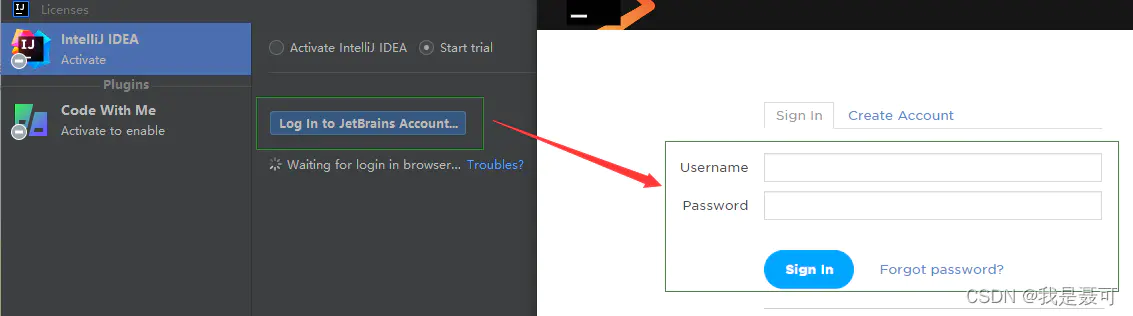 Licenses
IntelliJ IDEA
Activate
Plugins
Code With Me
Activate to enable
Activate IntelliJ IDEA
Start trial
Log In to JetBrains Account...
Waiting for login in browser... Troubles?
Sign In
Create Account
Username
Password
Sign In
Forgot password?
CSDN @我是聂可